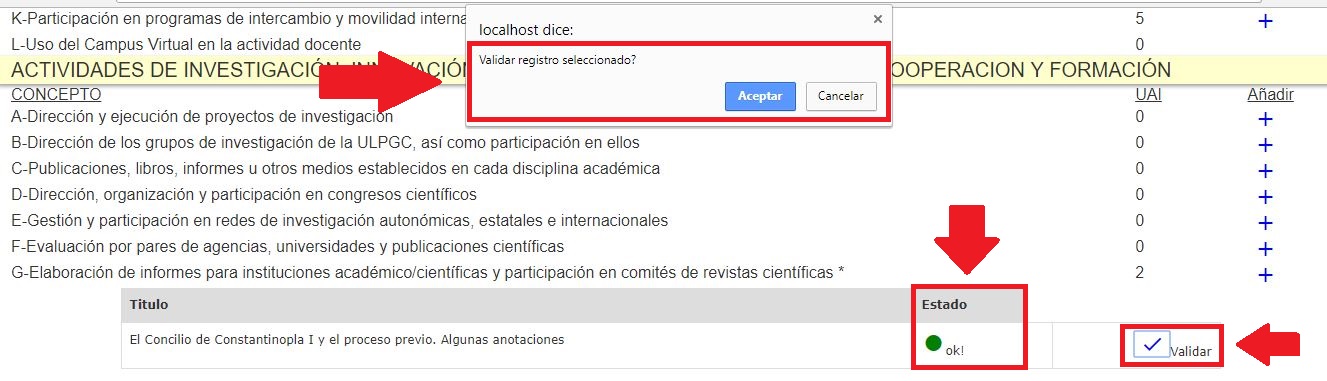 K-Participación en programas de intercambio y movilidad interna 5 +
localhost dice: ×
L-Uso del Campus Virtual en la actividad docente 0
Validar registro seleccionado?
ACTIVIDADES DE INVESTIGACIÓN, INNOVACIÓN OOPERACION Y FORMACIÓN
Aceptar Cancelar
CONCEPTO UAI Añadir
A-Dirección y ejecución de proyectos de investigación 0 +
B-Dirección de los grupos de investigación de la ULPGC, así como participación en ellos 0 +
C-Publicaciones, libros, informes u otros medios establecidos en cada disciplina académica 0 +
D-Dirección, organización y participación en congresos científicos 0 +
E-Gestión y participación en redes de investigación autonómicas, estatales e internacionales 0 +
F-Evaluación por pares de agencias, universidades y publicaciones científicas 0 +
G-Elaboración de informes para instituciones académico/científicas y participación en comités de revistas científicas * 2 +
Titulo Estado
El Concilio de Constantinopla I y el proceso previo. Algunas anotaciones ok! Validar